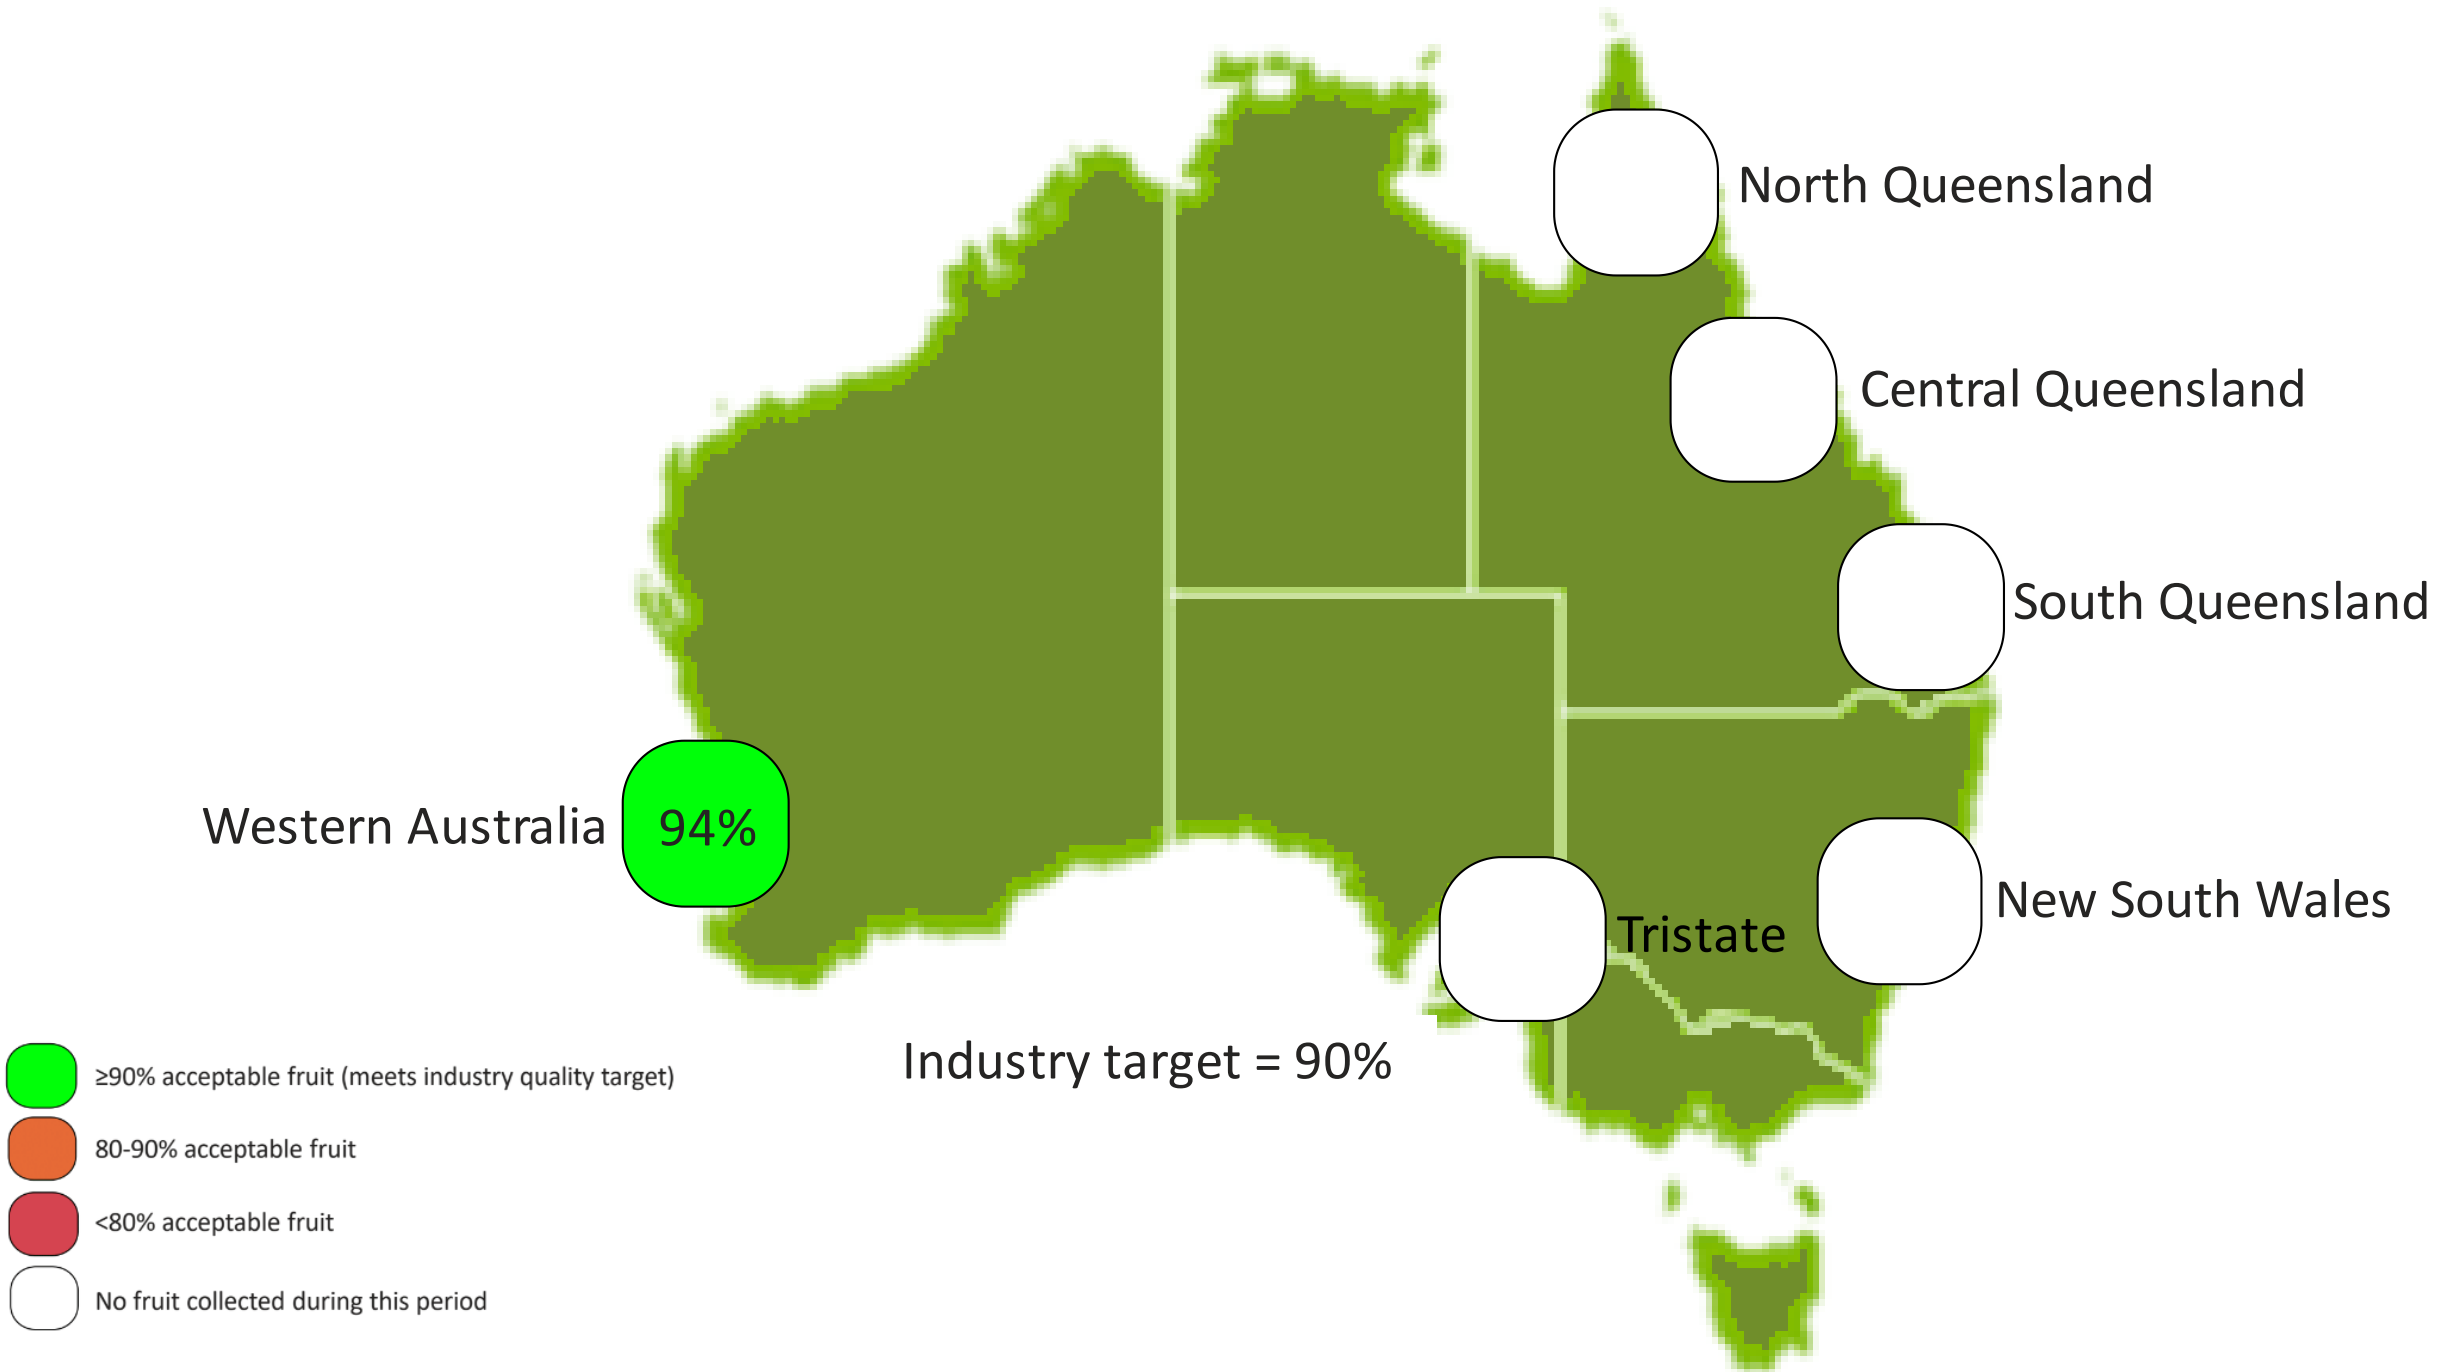 North Queensland
Central Queensland
South Queensland
Western Australia
94%
New South Wales
Tristate
Industry target = 90%
≥90% acceptable fruit (meets industry quality target)
80-90% acceptable fruit
<80% acceptable fruit
No fruit collected during this period